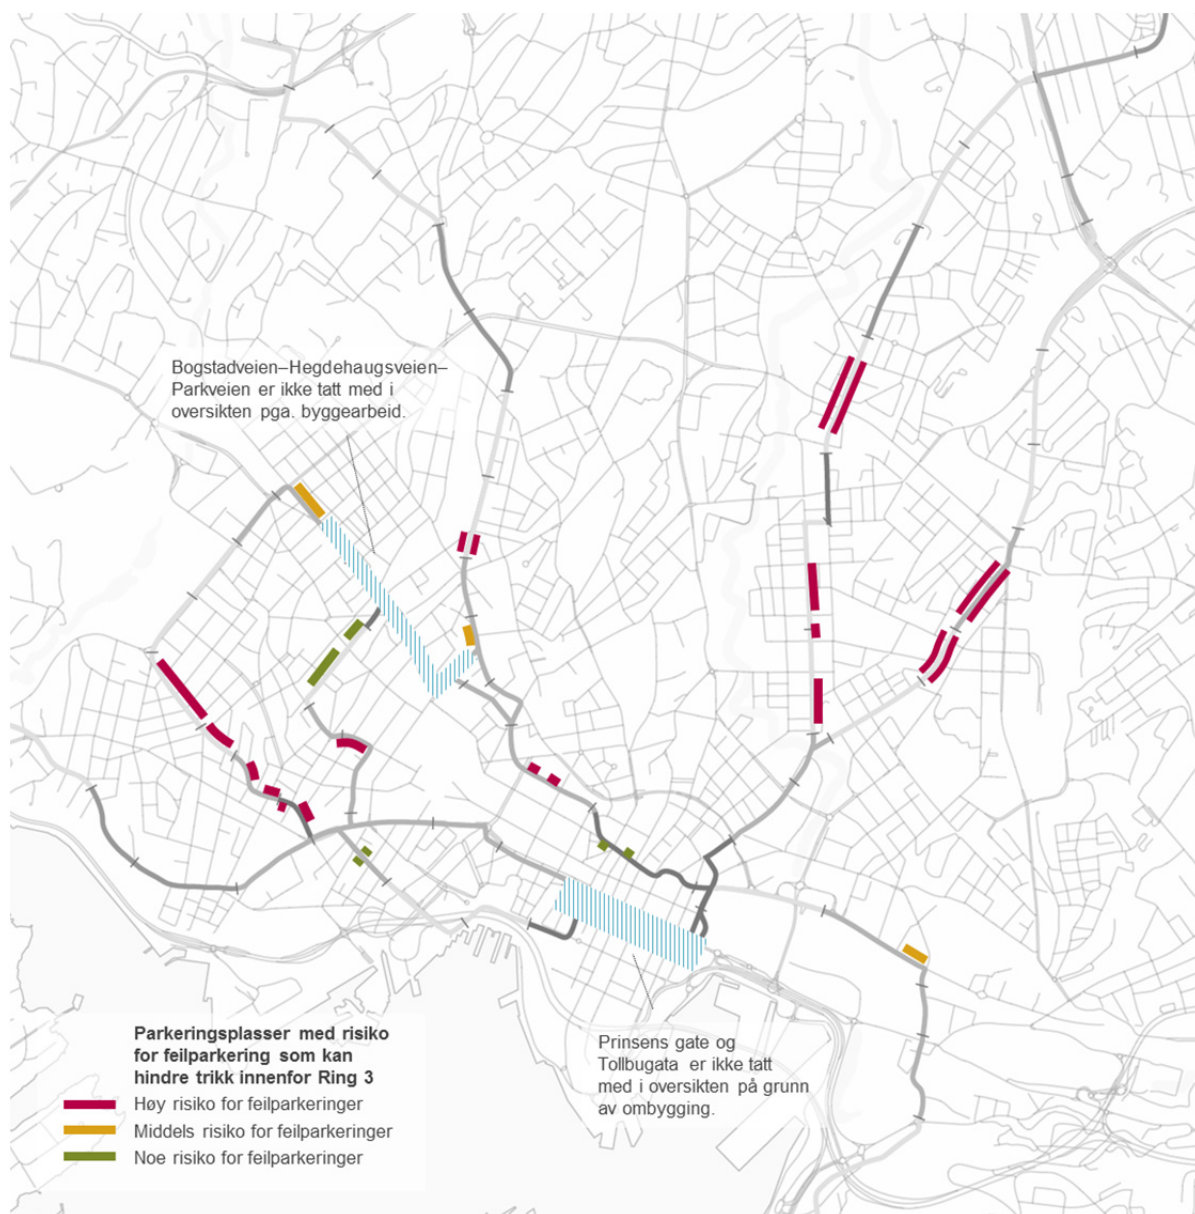 Bogstadveien–Hegdehaugsveien–
Parkveien er ikke tatt med i
oversikten pga. byggearbeid.
Prinsens gate og
Tollbugata er ikke tatt
med i oversikten på grunn
av ombygging.
Parkeringsplasser med risiko
for feilparkering som kan
hindre trikk innenfor Ring 3
Høy risiko for feilparkeringer
Middels risiko for feilparkeringer
Noe risiko for feilparkeringer